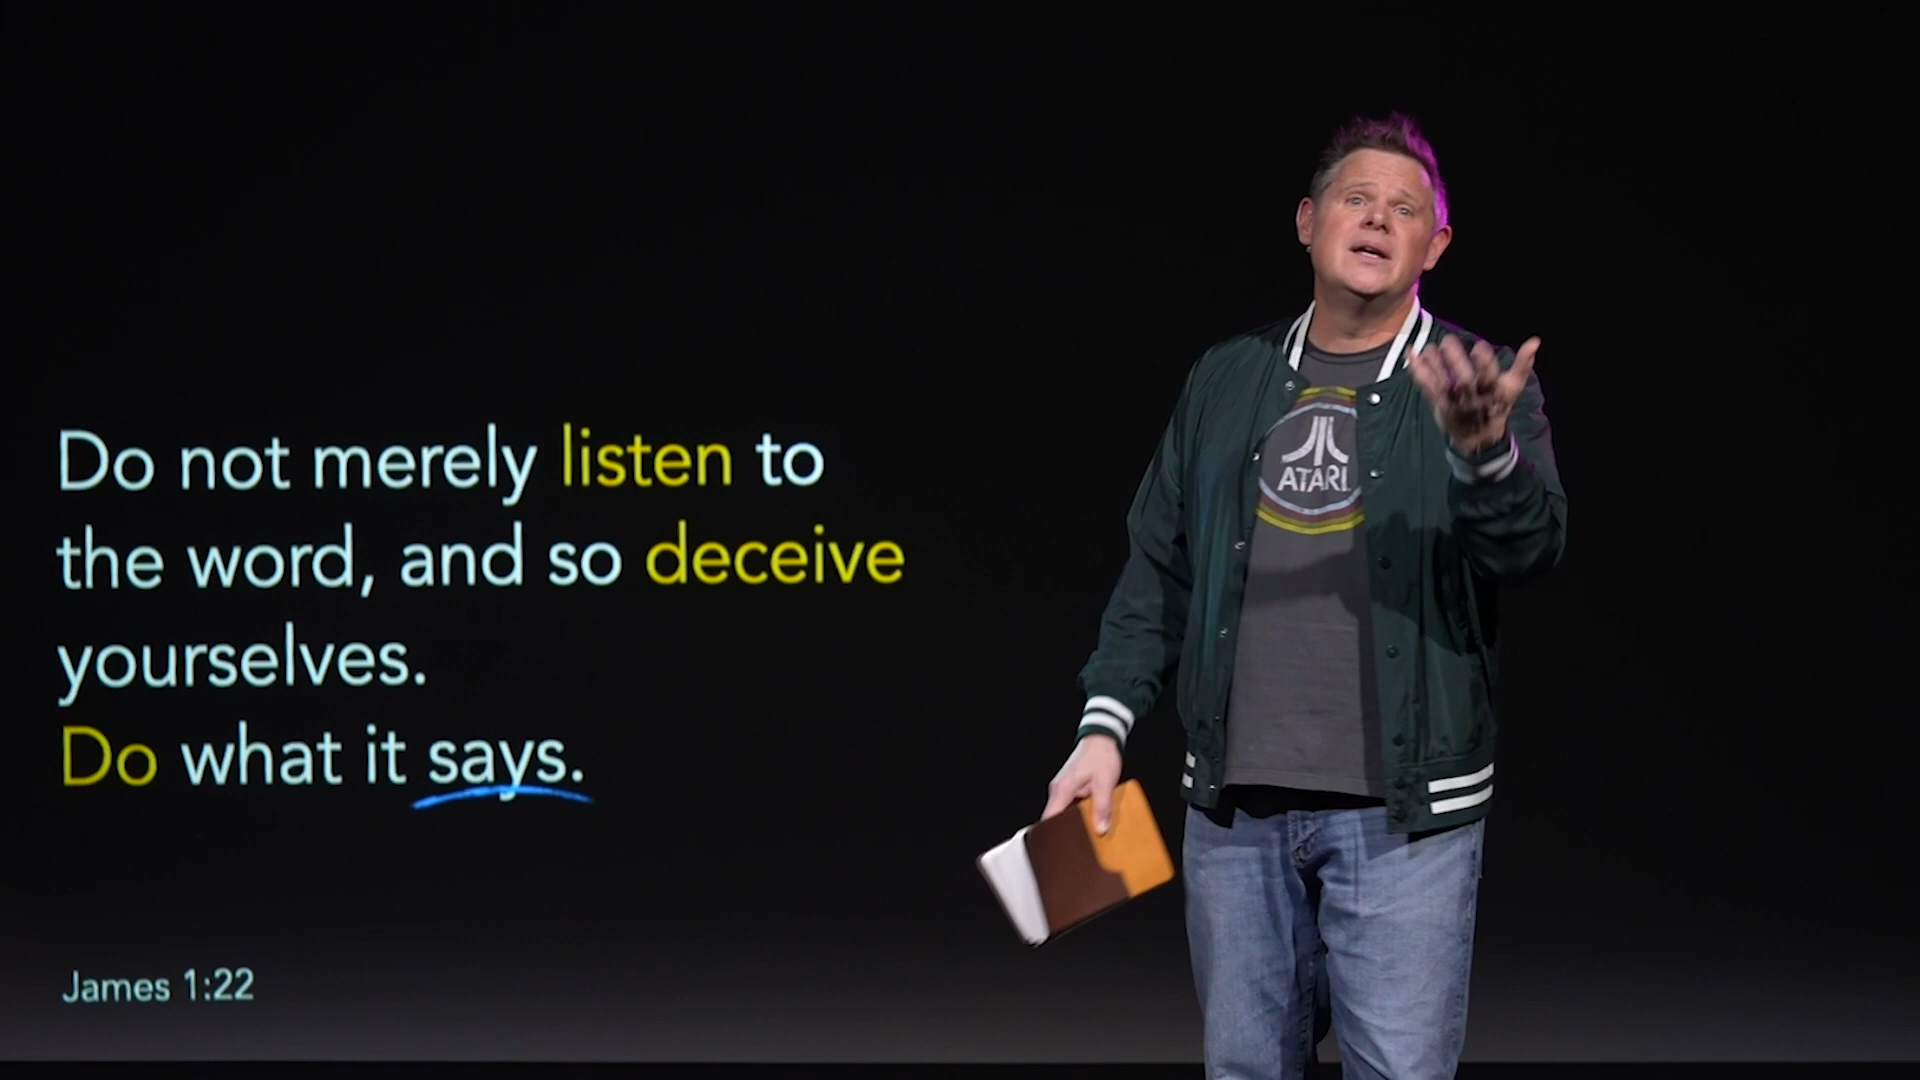 Do not merely listen to
the word, and so deceive
yourselves.
Do what it says.
James 1:22
ATARI